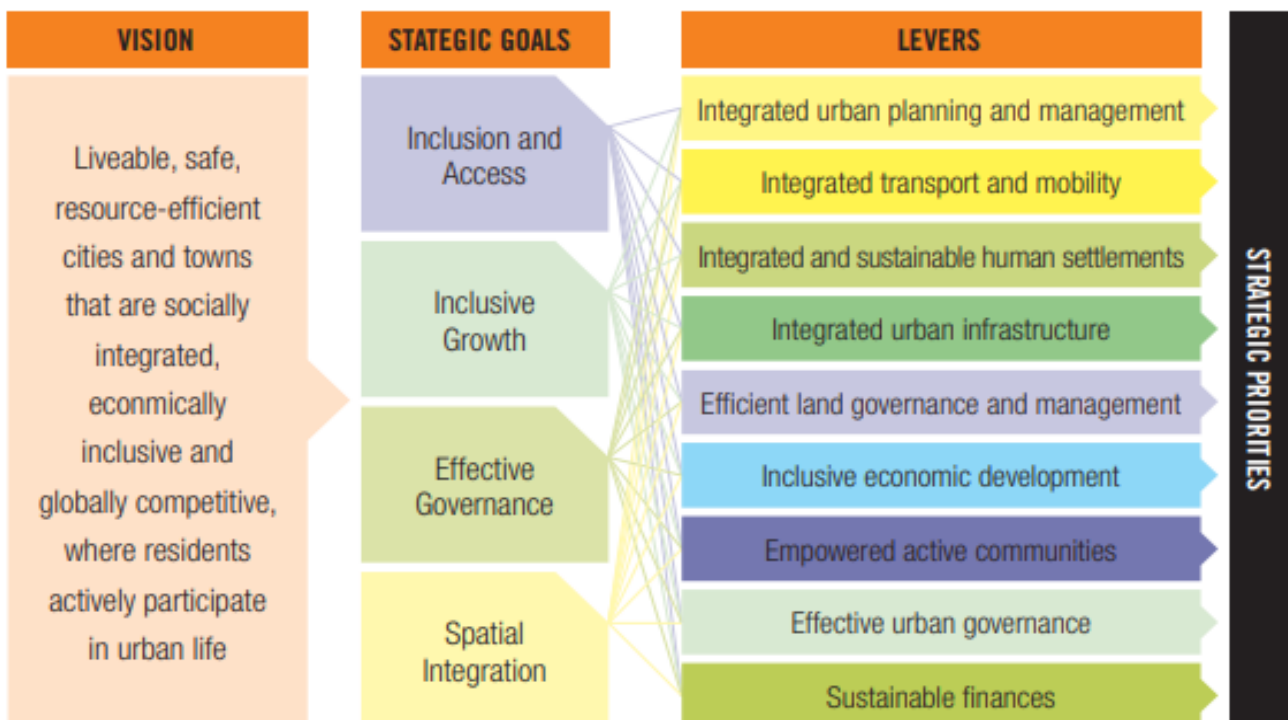 VISION
Liveable, safe,
resource-efficient
cities and towns
that are socially
integrated,
econmically
inclusive and
globally competitive,
where residents
actively participate
in urban life
STATEGIC GOALS
Inclusion and
Access
Inclusive
Growth
Effective
Governance
Spatial
Integration
LEVERS
Integrated urban planning and management
Integrated transport and mobility
Integrated and sustainable human settlements
Integrated urban infrastructure
Efficient land governance and management
Inclusive economic development
Empowered active communities
Effective urban governance
Sustainable finances
STRATEGIC PRIORITIES